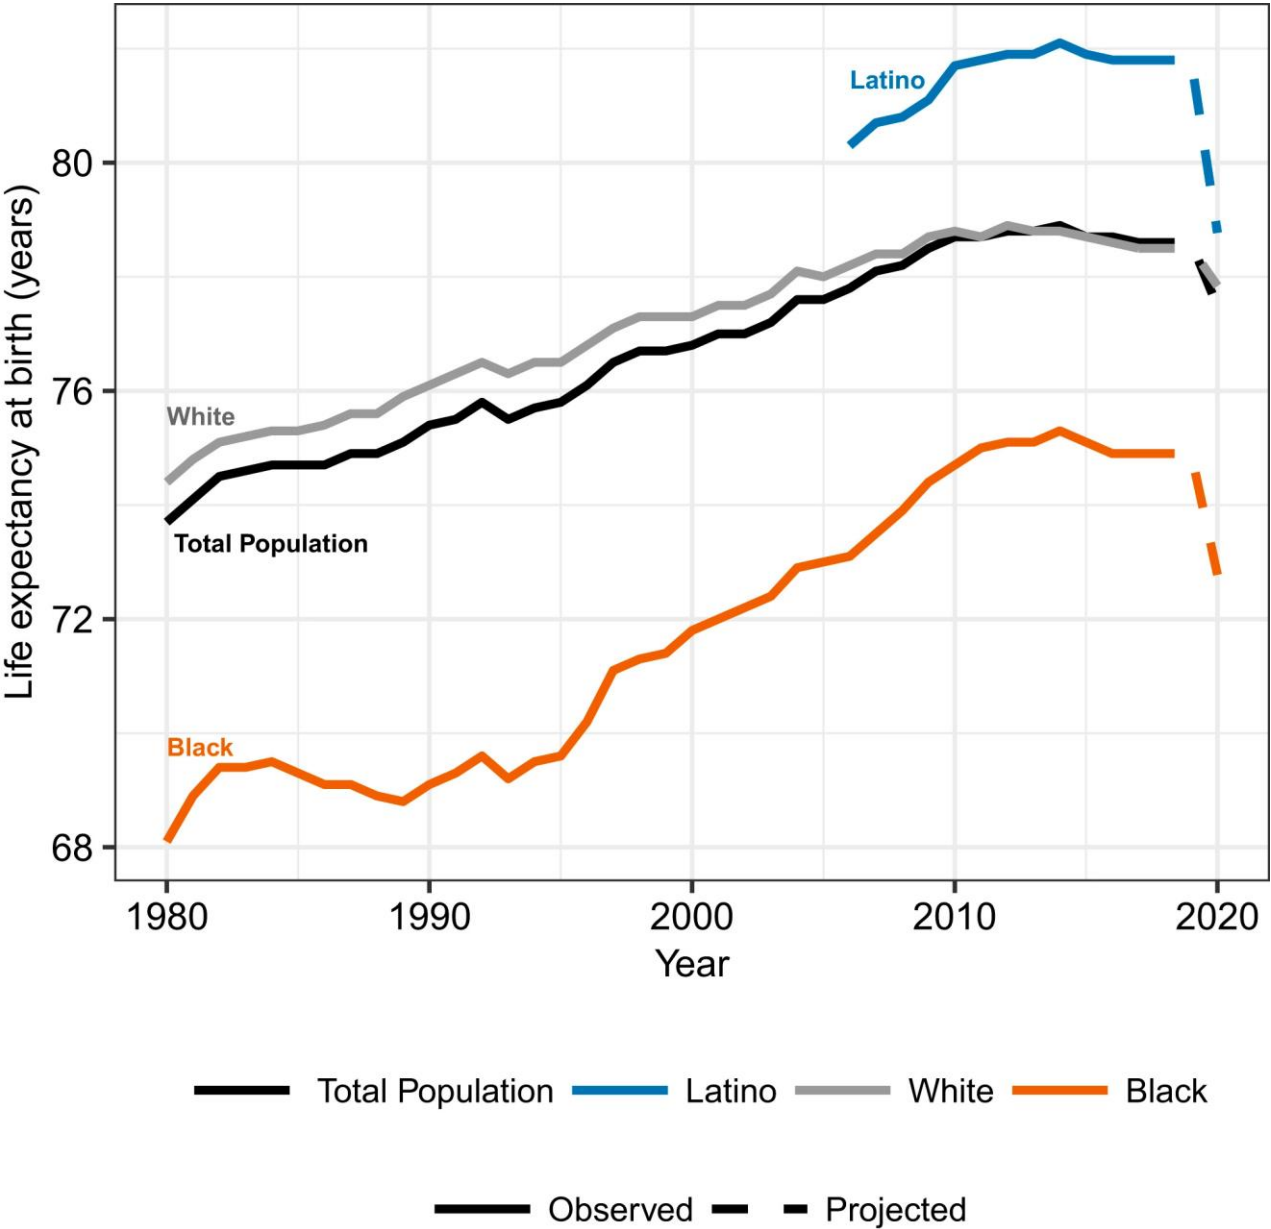 Life expectancy at birth (years)
80
76
72
68
Latino
White
Total Population
Black
1980 1990 2000 2010 2020
Year
Total Population Latino White Black
Observed Projected